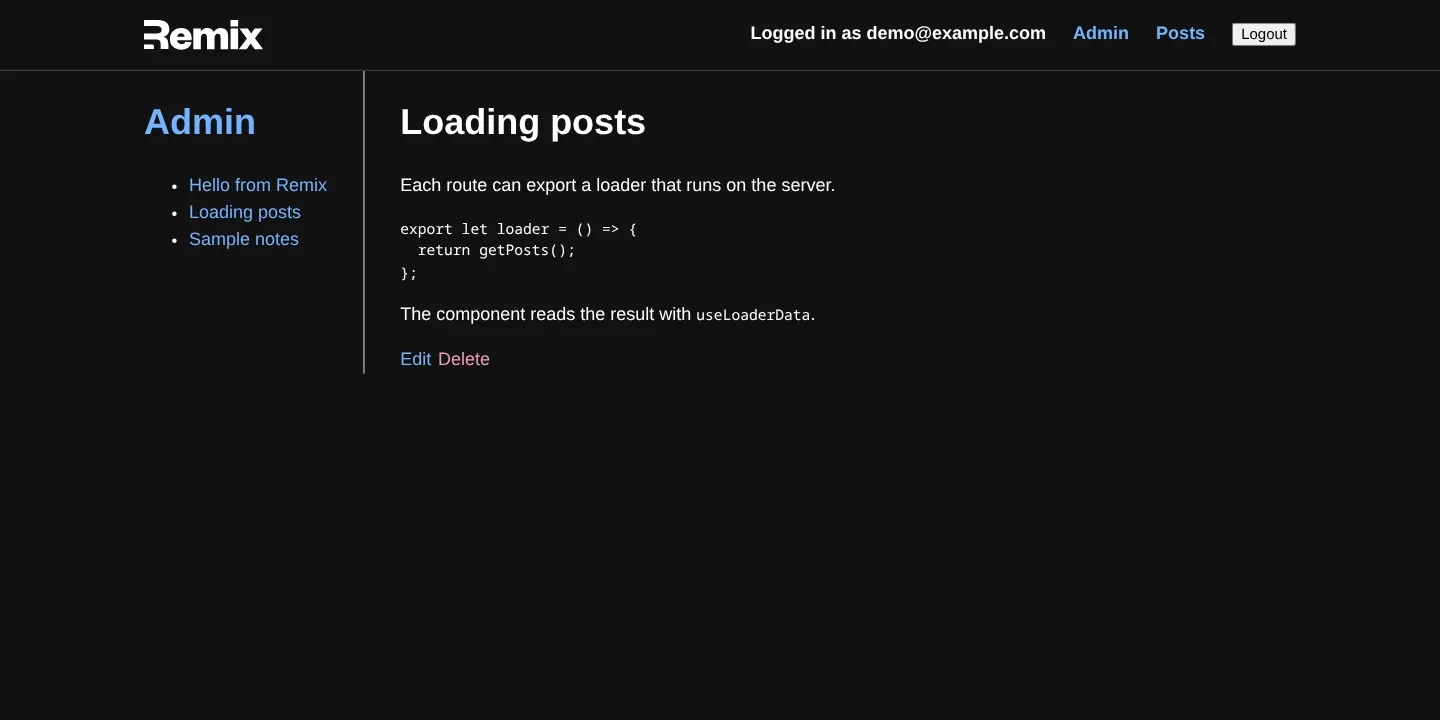 Remix
Logged in as demo@example.com
Admin
Posts
Logout
Admin
Hello from Remix
Loading posts
Sample notes
Loading posts
Each route can export a loader that runs on the server.
export let loader = () => {
  return getPosts();
};
The component reads the result with useLoaderData.
Edit Delete